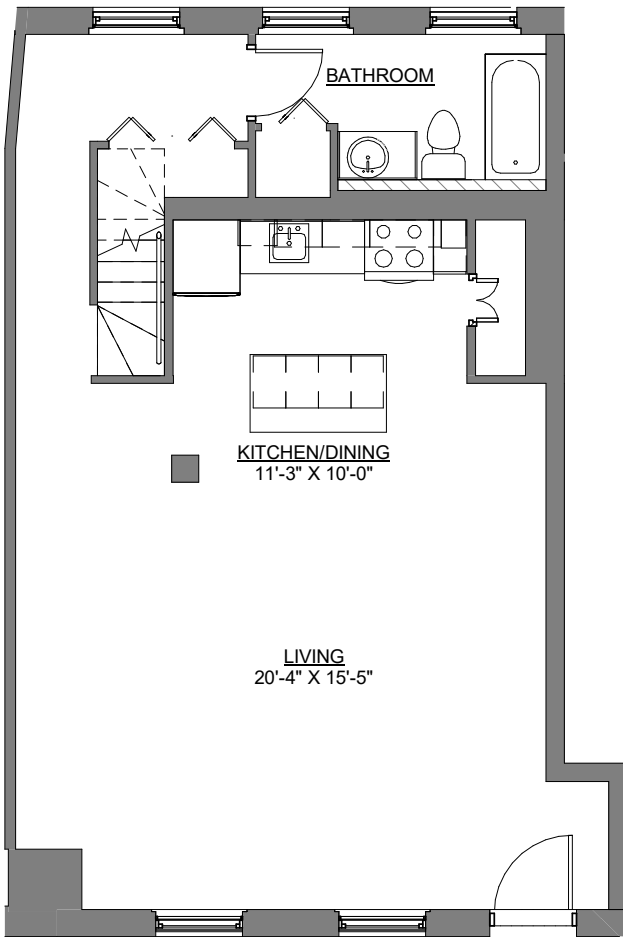 BATHROOM
KITCHEN/DINING
11'-3" X 10'-0"
LIVING
20'-4" X 15'-5"